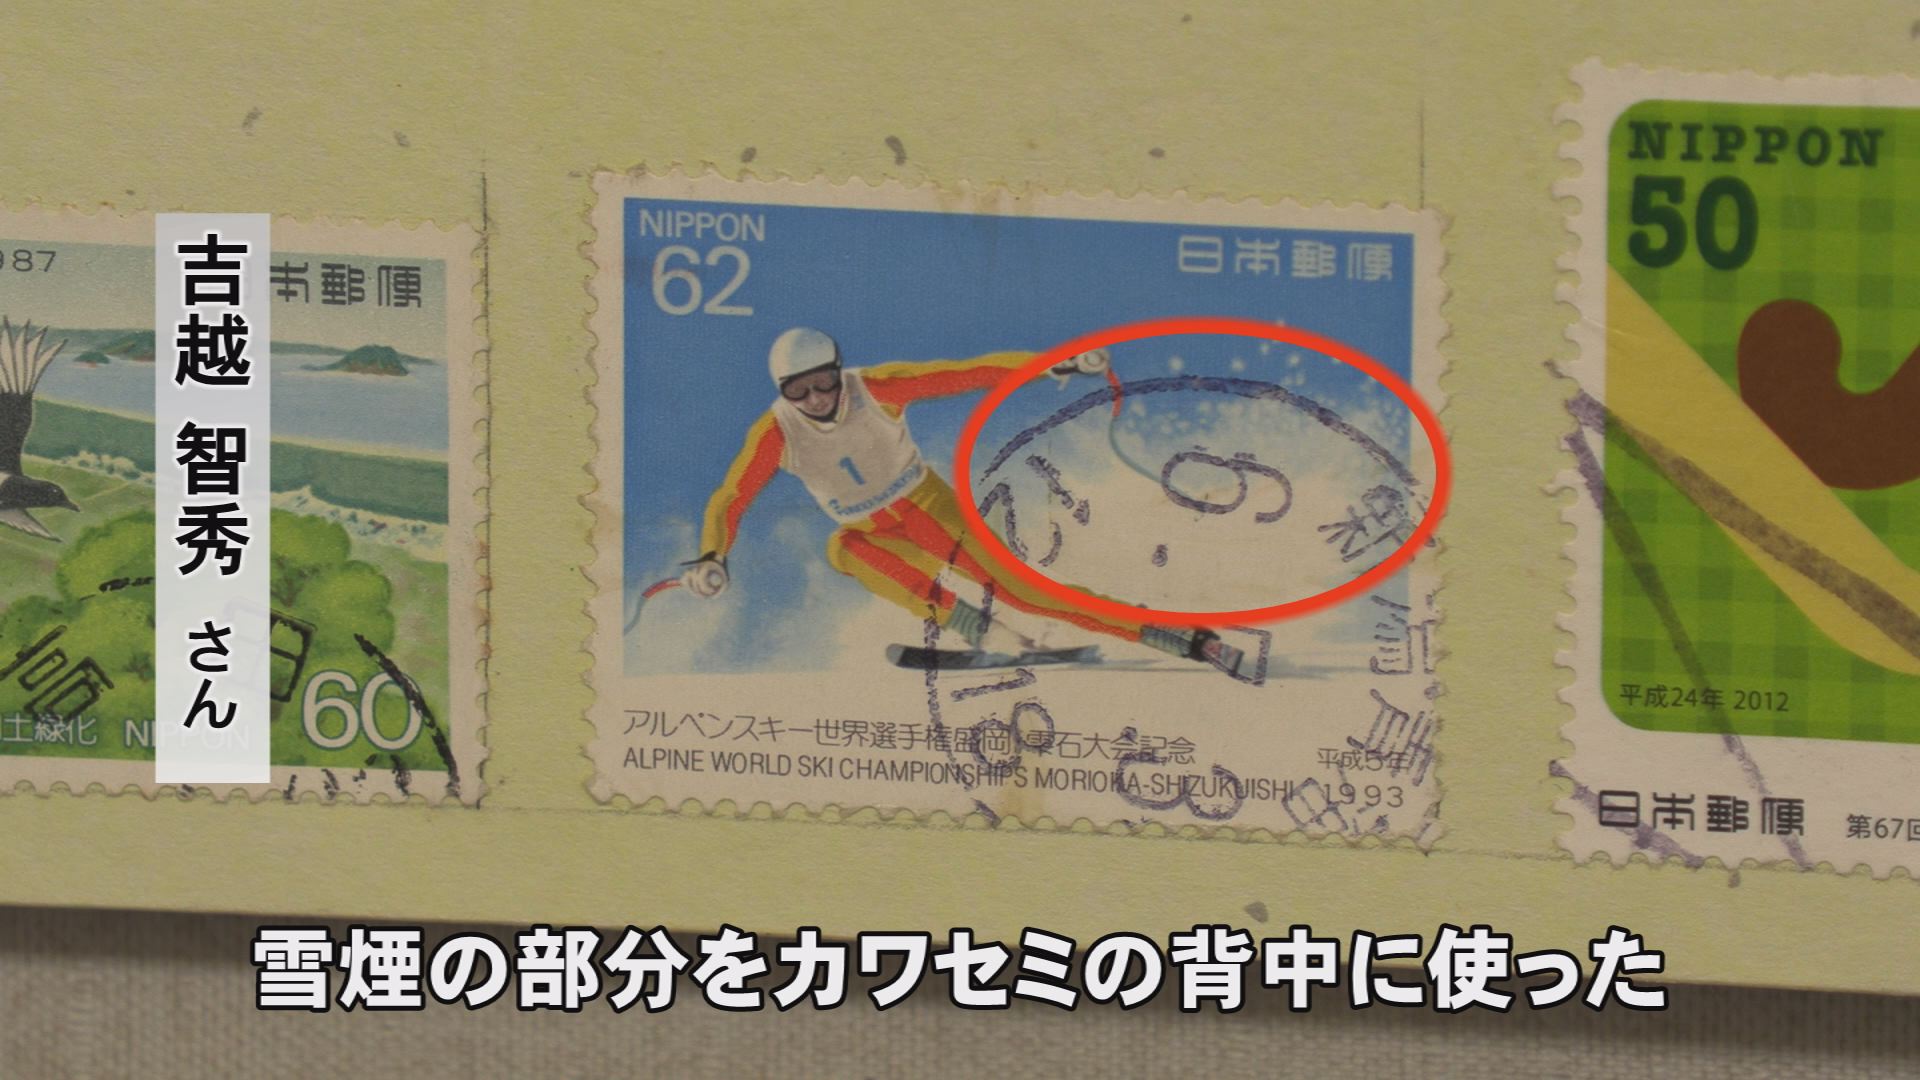 987
本郵便
土緑化 NIPPON 60
吉越 智秀 さん
NIPPON
62
日本郵便
1
アルペンスキー世界選手権盛岡・雫石大会記念
平成5年
ALPINE WORLD SKI CHAMPIONSHIPS MORIOKA-SHIZUKUISHI
1993
NIPPON
50
平成24年 2012
日本郵便
第67回
雪煙の部分をカワセミの背中に使った